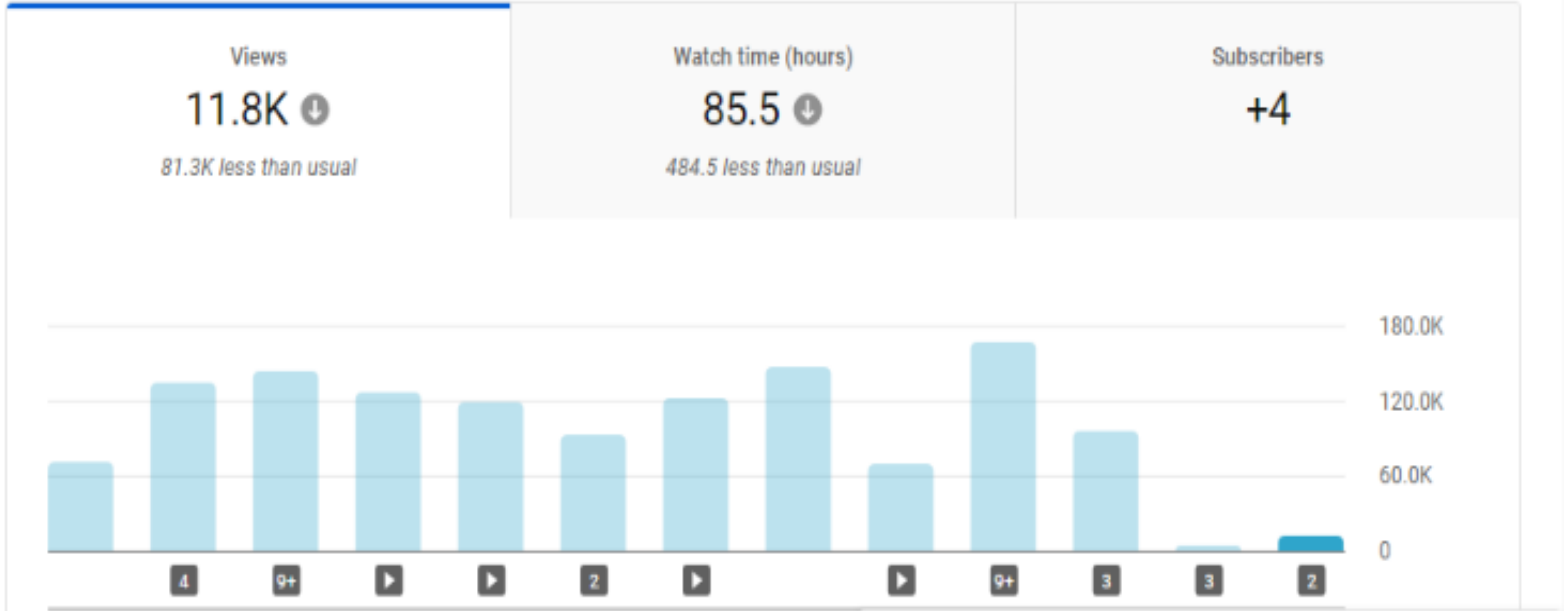 Views
11.8K
81.3K less than usual
Watch time (hours)
85.5
484.5 less than usual
Subscribers
+4
180.0K
120.0K
60.0K
0
4 9+ 2 9+ 3 3 2